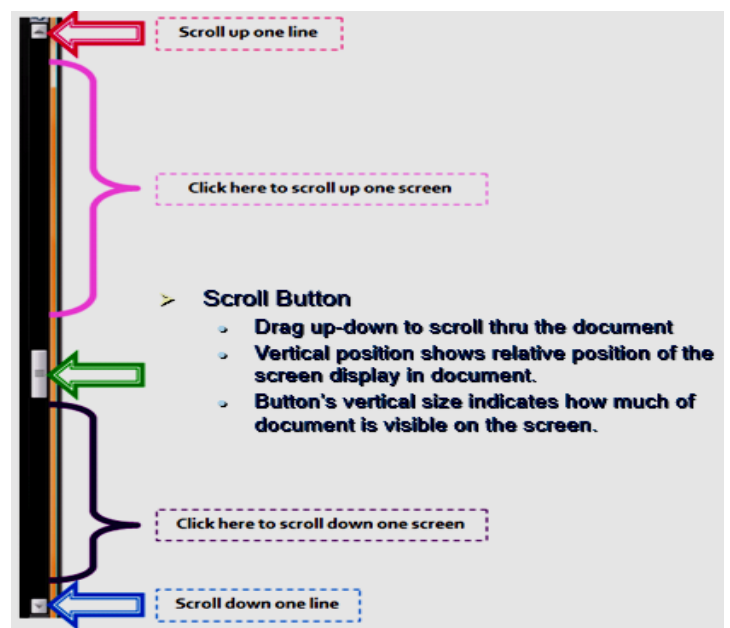 Scroll up one line
Click here to scroll up one screen
Scroll Button
Drag up-down to scroll thru the document
Vertical position shows relative position of the
screen display in document.
Button's vertical size indicates how much of
document is visible on the screen.
Click here to scroll down one screen
Scroll down one line